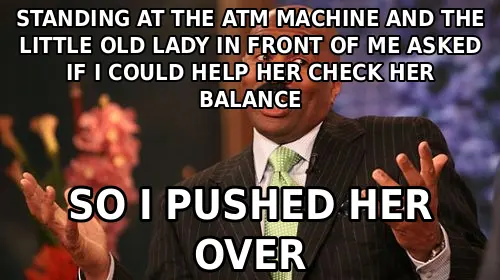 STANDING AT THE ATM MACHINE AND THE
LITTLE OLD LADY IN FRONT OF ME ASKED
IF I COULD HELP HER CHECK HER
BALANCE
SO I PUSHED HER
OVER